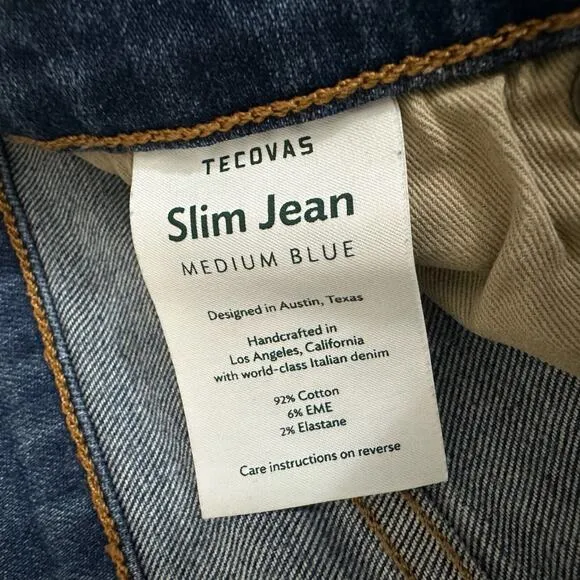 TECOVAS
Slim Jean
MEDIUM BLUE
Designed in Austin, Texas
Handcrafted in
Los Angeles, California
with world-class Italian denim
92% Cotton
6% EME
2% Elastane
Care instructions on reverse